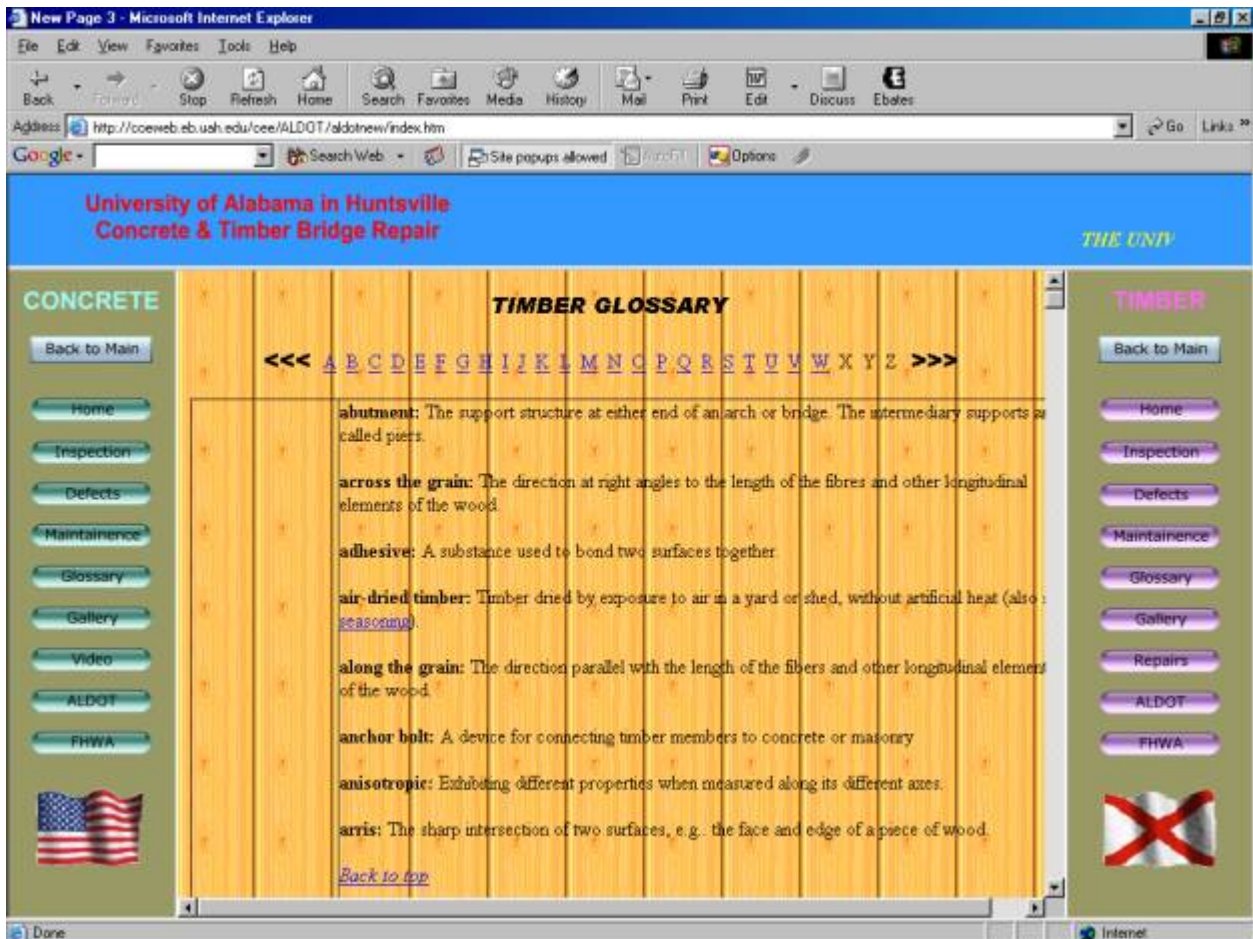 New Page 3 - Microsoft Internet Explorer
File Edit View Favorites Tools Help
Back Forward Stop Refresh Home Search Favorites Media History Mail Print Edit Discuss Ebates
Address http://coeweb.eb.uah.edu/cee/ALDOT/aldotnew/index.htm Go Links »
Google Search Web Site popups allowed AutoFill Options
University of Alabama in Huntsville
Concrete & Timber Bridge Repair
THE UNIV
CONCRETE
Back to Main
Home
Inspection
Defects
Maintainence
Glossary
Gallery
Video
ALDOT
FHWA
TIMBER GLOSSARY
<<< A B C D E F G H I J K L M N O P Q R S T U V W X Y Z >>>
abutment: The support structure at either end of an arch or bridge. The intermediary supports
called piers.
across the grain: The direction at right angles to the length of the fibres and other longitudinal
elements of the wood.
adhesive: A substance used to bond two surfaces together.
air-dried timber: Timber dried by exposure to air in a yard or shed, without artificial heat (also
seasoning).
along the grain: The direction parallel with the length of the fibers and other longitudinal element
of the wood.
anchor bolt: A device for connecting timber members to concrete or masonry
anisotropic: Exhibiting different properties when measured along its different axes.
arris: The sharp intersection of two surfaces, e.g.: the face and edge of a piece of wood.
Back to top
TIMBER
Back to Main
Home
Inspection
Defects
Maintainence
Glossary
Gallery
Repairs
ALDOT
FHWA
Done Internet